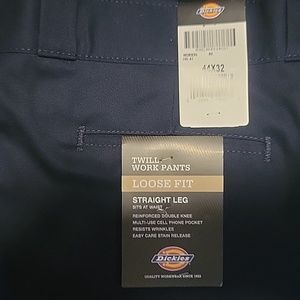 Dickies
44X32
TWILL
WORK PANTS
LOOSE FIT
STRAIGHT LEG
SITS AT WAIST
REINFORCED DOUBLE KNEE
MULTI-USE CELL PHONE POCKET
RESISTS WRINKLES
EASY CARE STAIN RELEASE
Dickies
QUALITY WORKWEAR SINCE 1922